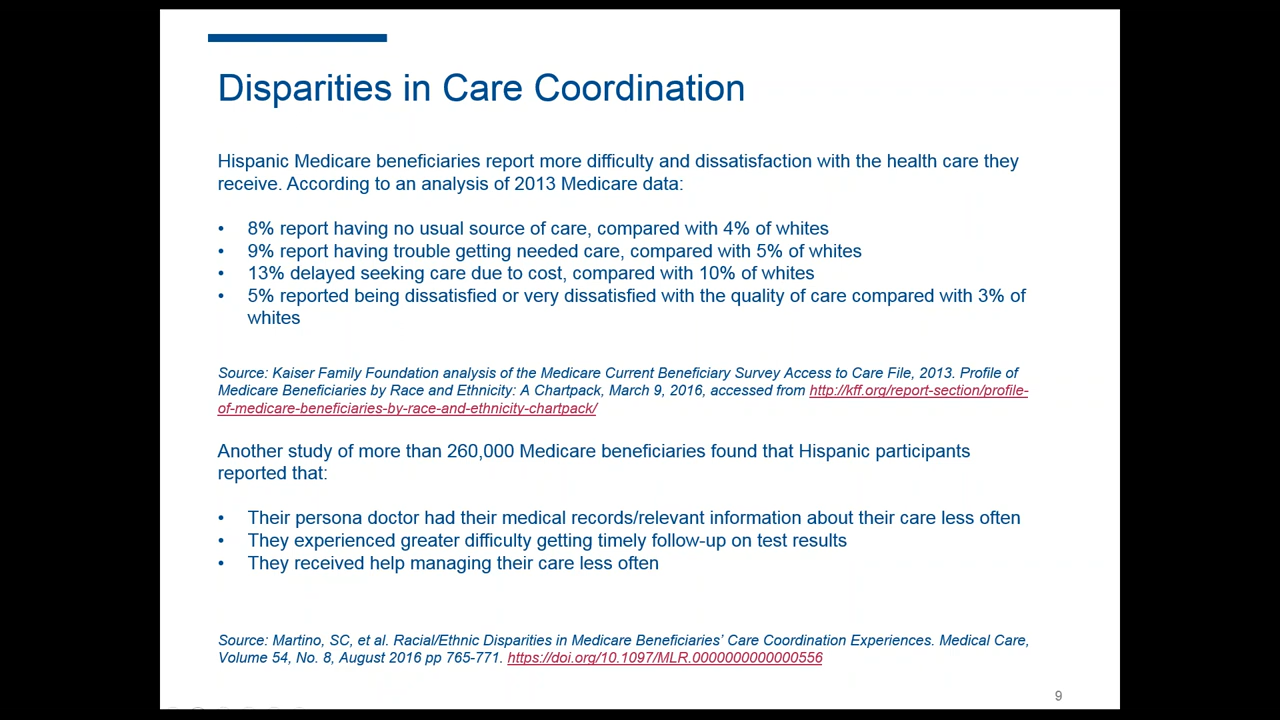 Disparities in Care Coordination
Hispanic Medicare beneficiaries report more difficulty and dissatisfaction with the health care they
receive. According to an analysis of 2013 Medicare data:
• 8% report having no usual source of care, compared with 4% of whites
• 9% report having trouble getting needed care, compared with 5% of whites
• 13% delayed seeking care due to cost, compared with 10% of whites
• 5% reported being dissatisfied or very dissatisfied with the quality of care compared with 3% of
whites
Source: Kaiser Family Foundation analysis of the Medicare Current Beneficiary Survey Access to Care File, 2013. Profile of
Medicare Beneficiaries by Race and Ethnicity: A Chartpack, March 9, 2016, accessed from http://kff.org/report-section/profile-
of-medicare-beneficiaries-by-race-and-ethnicity-chartpack/
Another study of more than 260,000 Medicare beneficiaries found that Hispanic participants
reported that:
• Their persona doctor had their medical records/relevant information about their care less often
• They experienced greater difficulty getting timely follow-up on test results
• They received help managing their care less often
Source: Martino, SC, et al. Racial/Ethnic Disparities in Medicare Beneficiaries’ Care Coordination Experiences. Medical Care,
Volume 54, No. 8, August 2016 pp 765-771. https://doi.org/10.1097/MLR.0000000000000556
9